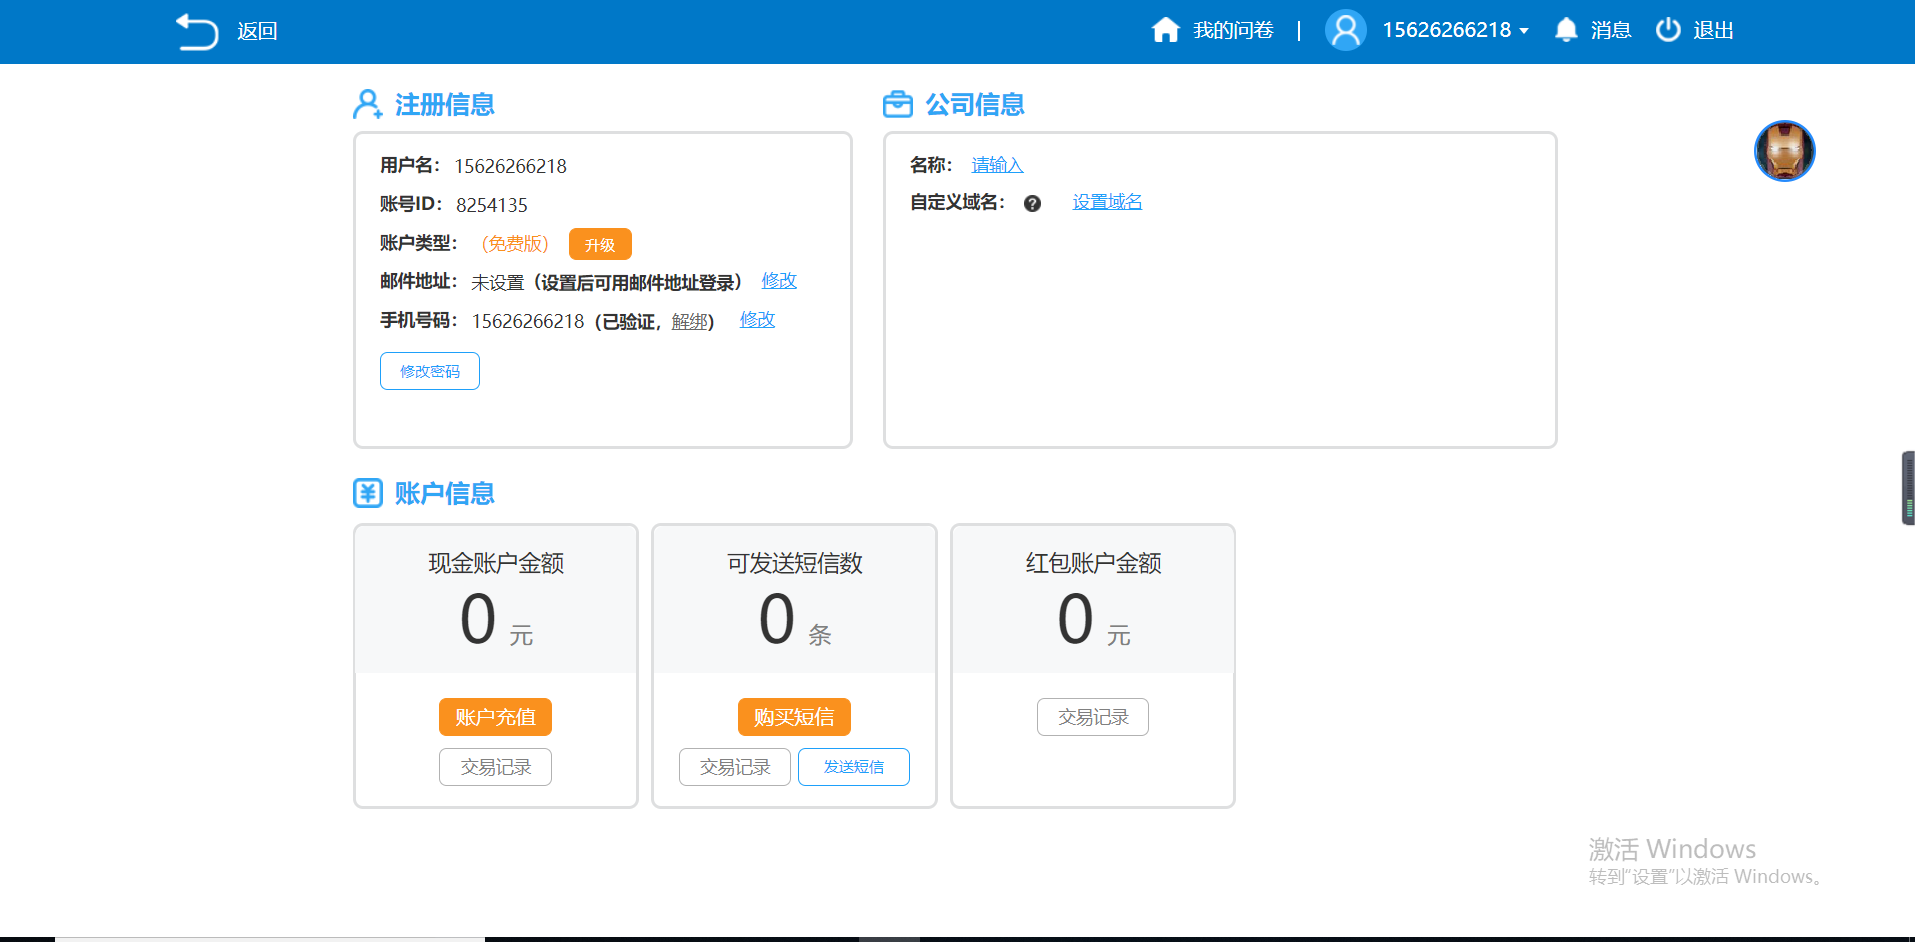 返回
我的问卷 | 15626266218 消息 退出
注册信息
用户名： 15626266218
账号ID： 8254135
账户类型： （免费版） 升级
邮件地址： 未设置（设置后可用邮件地址登录） 修改
手机号码： 15626266218（已验证，解绑） 修改
修改密码
公司信息
名称： 请输入
自定义域名： ? 设置域名
账户信息
现金账户金额
0 元
账户充值
交易记录
可发送短信数
0 条
购买短信
交易记录 发送短信
红包账户金额
0 元
交易记录
激活 Windows
转到"设置"以激活 Windows。